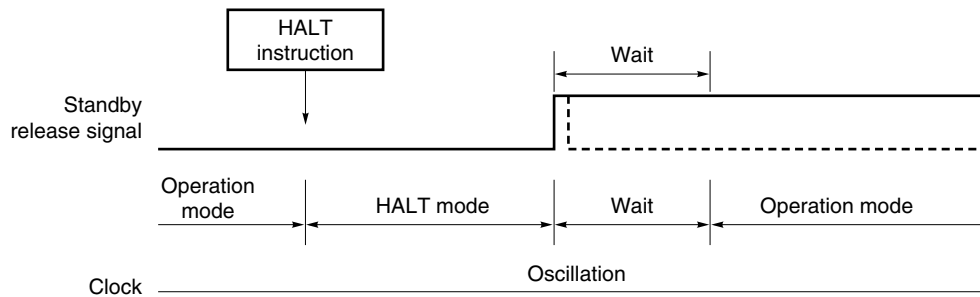 HALT
instruction
Wait
Standby
release signal
Operation
mode
HALT mode
Wait
Operation mode
Oscillation
Clock